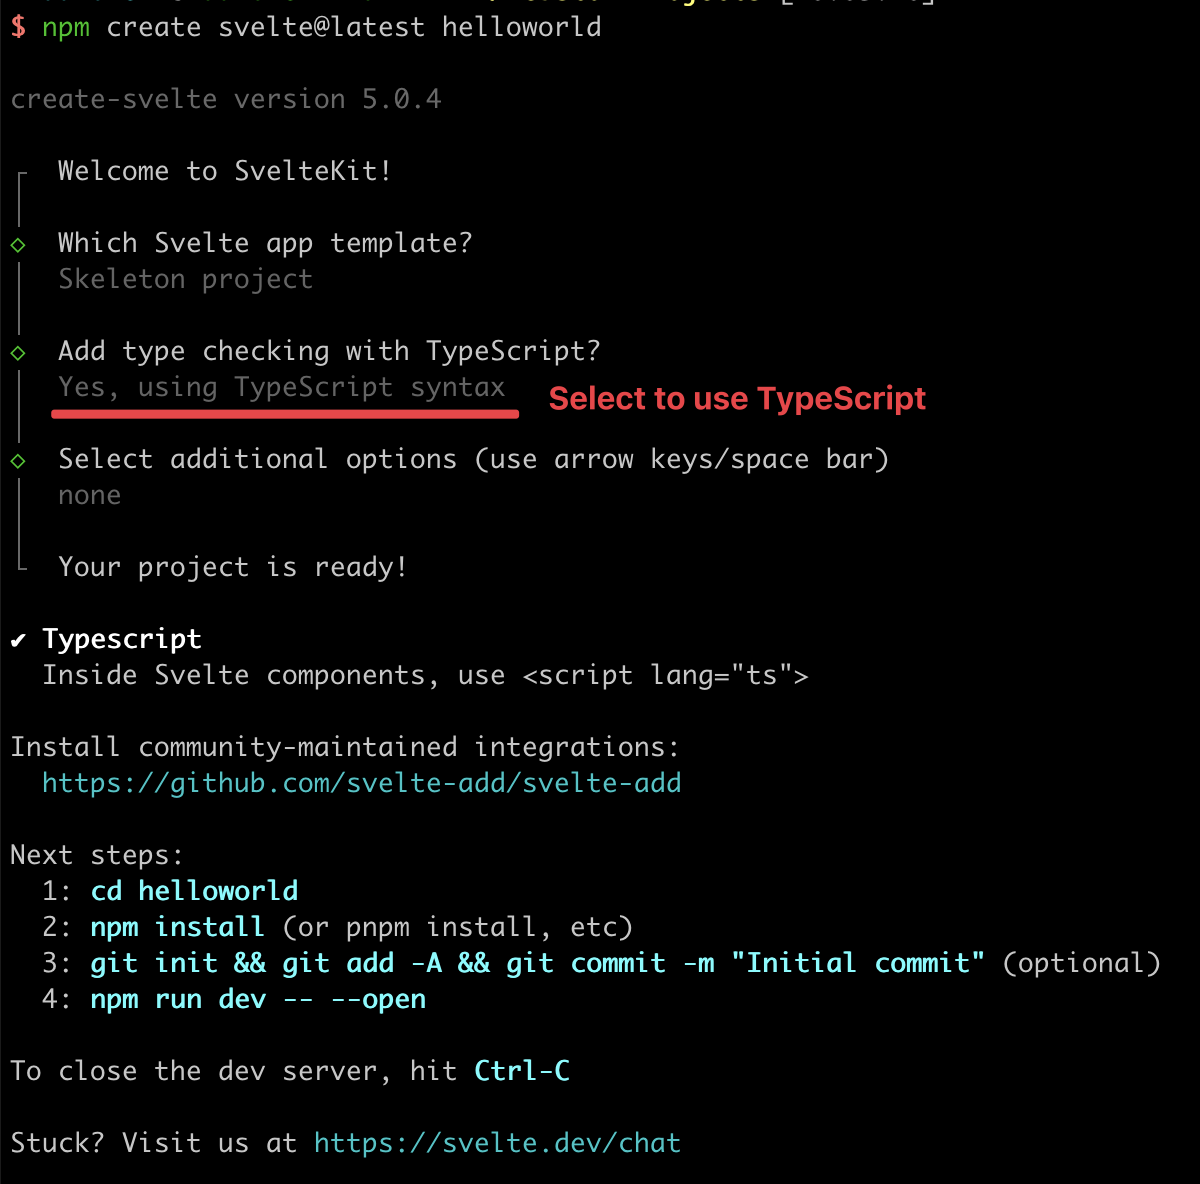 $ npm create svelte@latest helloworld
create-svelte version 5.0.4
Welcome to SvelteKit!
Which Svelte app template?
Skeleton project
Add type checking with TypeScript?
Yes, using TypeScript syntax
Select to use TypeScript
Select additional options (use arrow keys/space bar)
none
Your project is ready!
✔ Typescript
Inside Svelte components, use <script lang="ts">
Install community-maintained integrations:
https://github.com/svelte-add/svelte-add
Next steps:
1: cd helloworld
2: npm install (or pnpm install, etc)
3: git init && git add -A && git commit -m "Initial commit" (optional)
4: npm run dev -- --open
To close the dev server, hit Ctrl-C
Stuck? Visit us at https://svelte.dev/chat